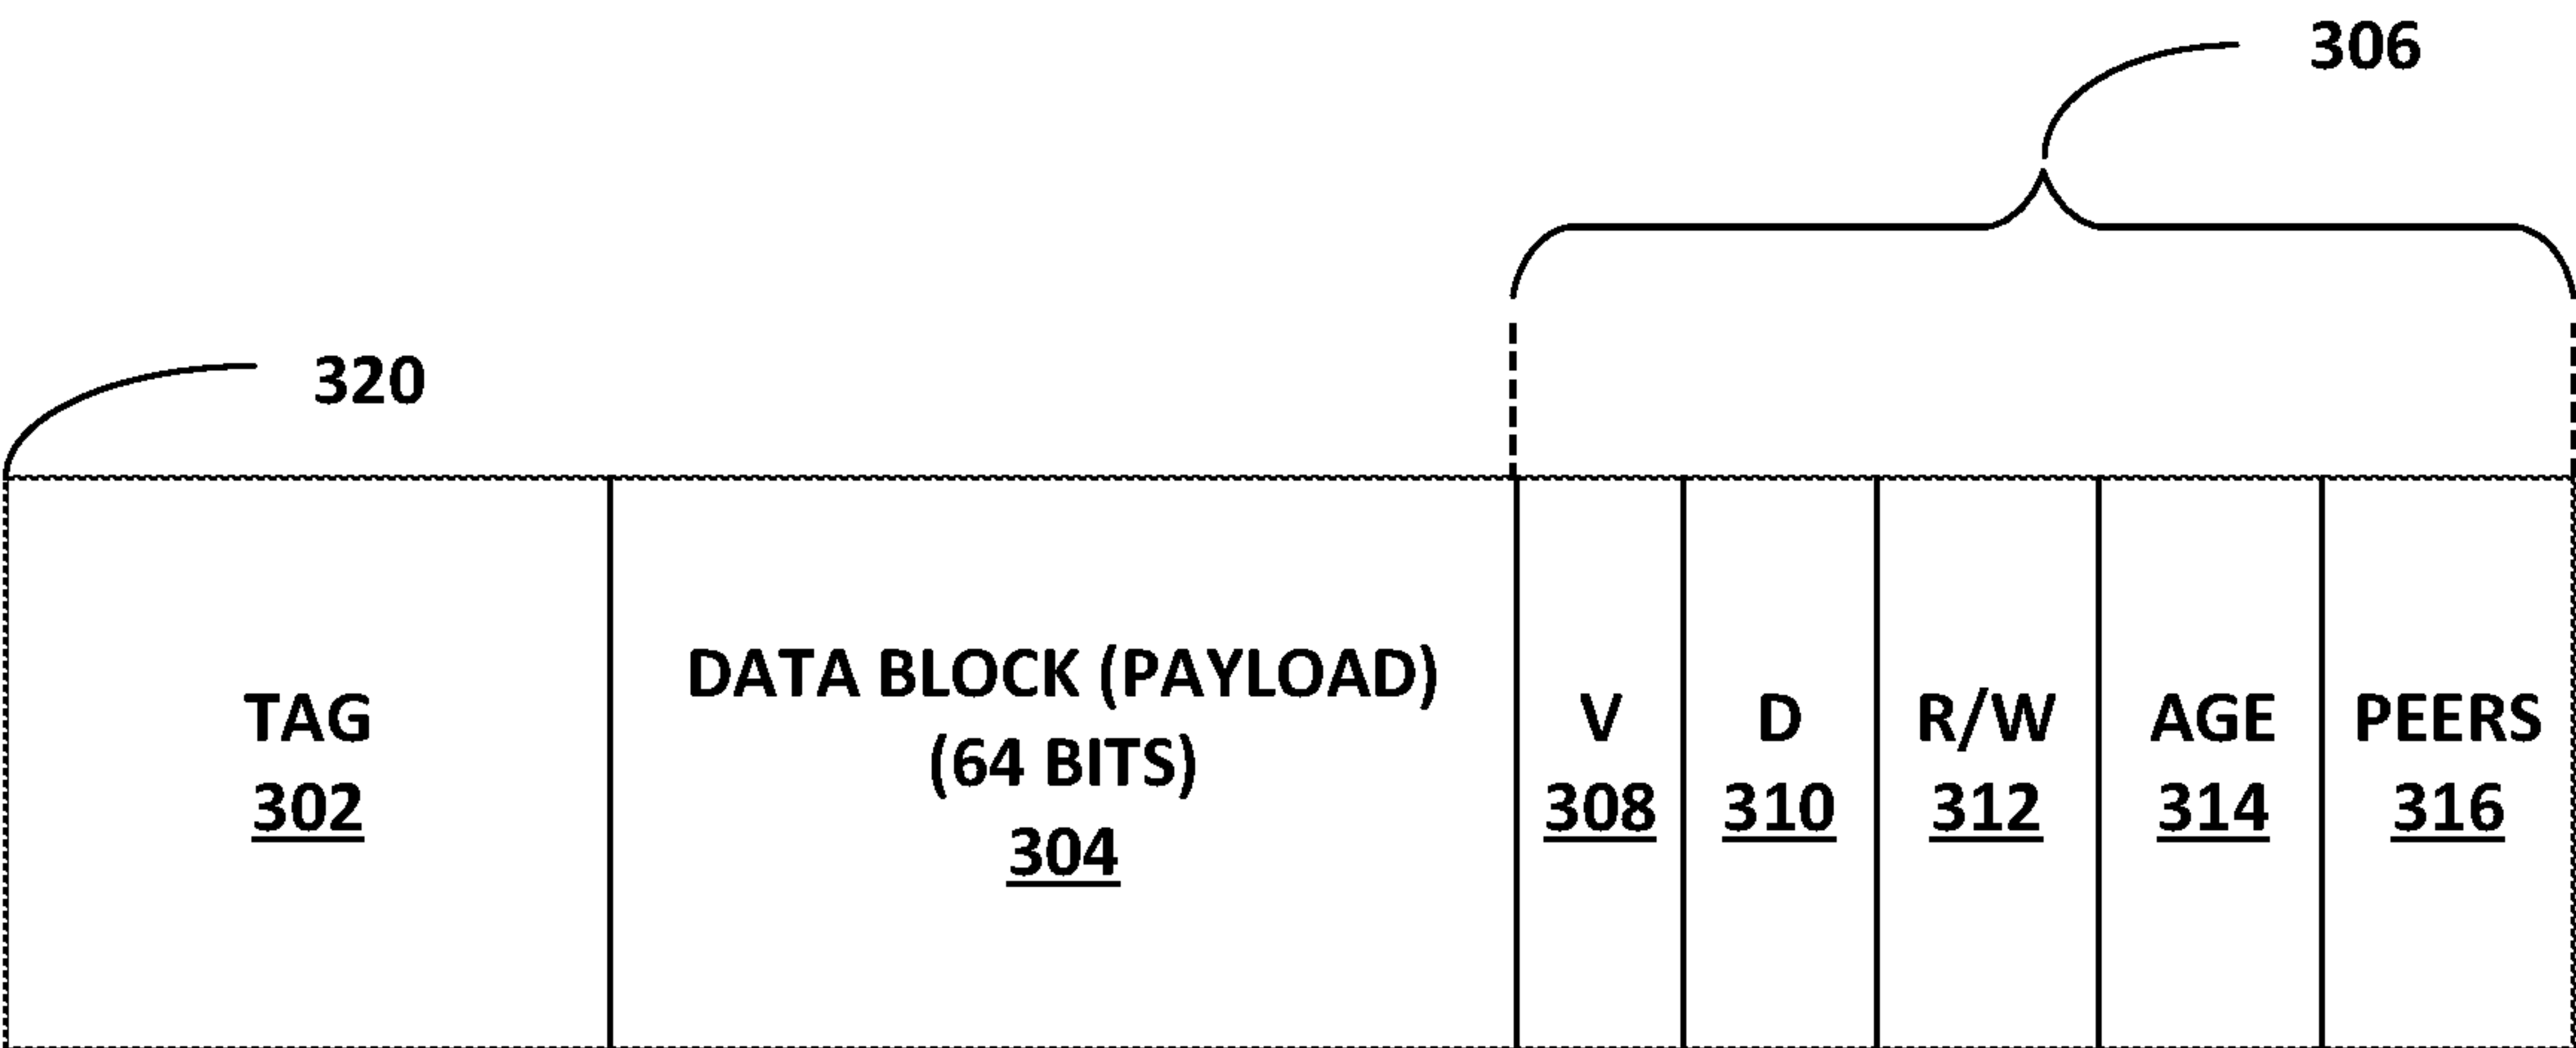 306
320
TAG
302
DATA BLOCK (PAYLOAD)
(64 BITS)
304
V
308
D
310
R/W
312
AGE
314
PEERS
316